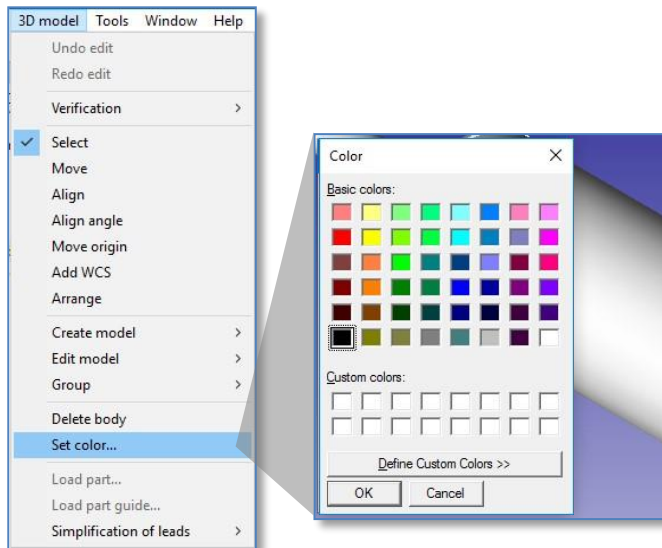 3D model Tools Window Help
Undo edit
Redo edit
Verification >
Select
Move
Align
Align angle
Move origin
Add WCS
Arrange
Create model >
Edit model >
Group >
Delete body
Set color...
Load part...
Load part guide...
Simplification of leads >
Color
Basic colors:
Custom colors:
Define Custom Colors >>
OK Cancel